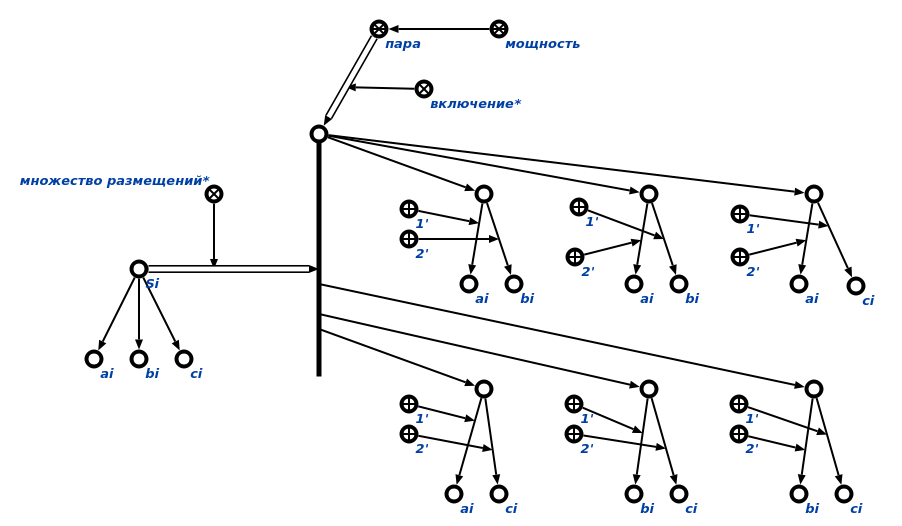 пара
мощность
включение*
множество размещений*
Si
ai
bi
ci
1'
2'
ai
bi
1'
2'
ai
bi
1'
2'
ai
ci
1'
2'
ai
ci
1'
2'
bi
ci
1'
2'
bi
ci